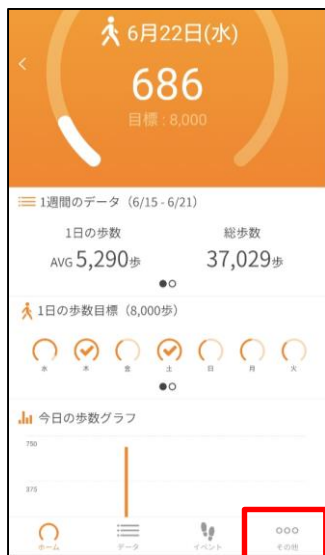 6月22日(水)
686
目標 : 8,000
1週間のデータ（6/15 - 6/21）
1日の歩数 総歩数
AVG 5,290歩 37,029歩
1日の歩数目標（8,000歩）
水 木 金 土 日 月 火
今日の歩数グラフ
750
375
ホーム データ イベント その他